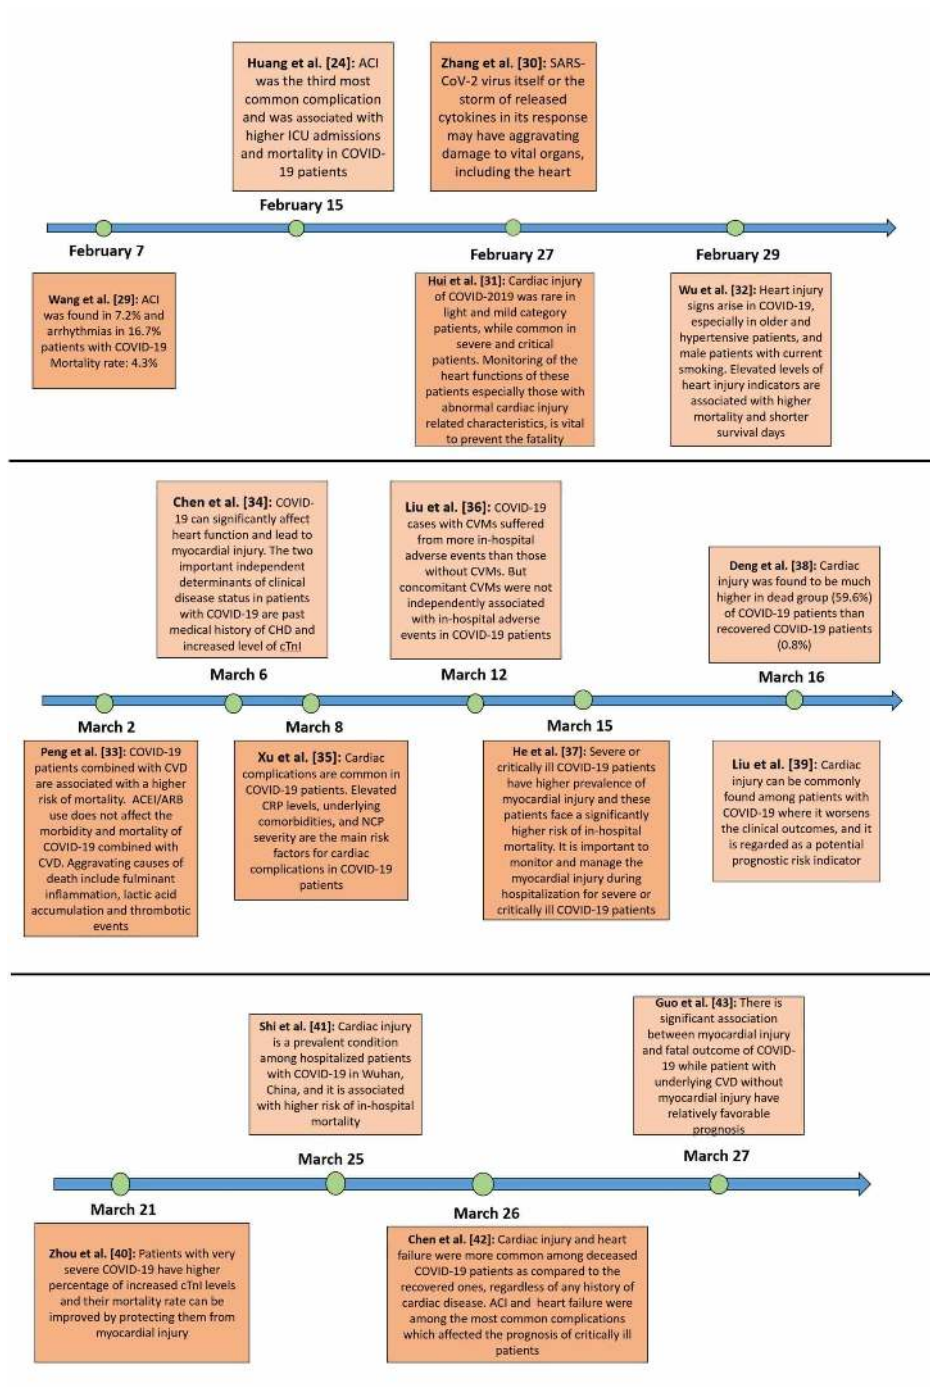 Huang et al. [24]: ACI
was the third most
common complication
and was associated with
higher ICU admissions
and mortality in COVID-
19 patients
Zhang et al. [30]: SARS-
CoV-2 virus itself or the
storm of released
cytokines in its response
may have aggravating
damage to vital organs,
including the heart
February 15
February 7
February 27
February 29
Wang et al. [29]: ACI
was found in 7.2% and
arrhythmias in 16.7%
patients with COVID-19
Mortality rate: 4.3%
Hui et al. [31]: Cardiac injury
of COVID-2019 was rare in
light and mild category
patients, while common in
severe and critical
patients. Monitoring of the
heart functions of these
patients especially those with
abnormal cardiac injury
related characteristics, is vital
to prevent the fatality
Wu et al. [32]: Heart injury
signs arise in COVID-19,
especially in older and
hypertensive patients, and
male patients with current
smoking. Elevated levels of
heart injury indicators are
associated with higher
mortality and shorter
survival days
Chen et al. [34]: COVID-
19 can significantly affect
heart function and lead to
myocardial injury. The two
important independent
determinants of clinical
disease status in patients
with COVID-19 are past
medical history of CHD and
increased level of cTnI
Liu et al. [36]: COVID-19
cases with CVMs suffered
from more in-hospital
adverse events than those
without CVMs. But
concomitant CVMs were not
independently associated
with in-hospital adverse
events in COVID-19 patients
Deng et al. [38]: Cardiac
injury was found to be much
higher in dead group (59.6%)
of COVID-19 patients than
recovered COVID-19 patients
(0.8%)
March 6
March 12
March 16
March 2
March 8
March 15
Peng et al. [33]: COVID-19
patients combined with CVD
are associated with a higher
risk of mortality. ACEI/ARB
use does not affect the
morbidity and mortality of
COVID-19 combined with
CVD. Aggravating causes of
death include fulminant
inflammation, lactic acid
accumulation and thrombotic
events
Xu et al. [35]: Cardiac
complications are common in
COVID-19 patients. Elevated
CRP levels, underlying
comorbidities, and NCP
severity are the main risk
factors for cardiac
complications in COVID-19
patients
He et al. [37]: Severe or
critically ill COVID-19 patients
have higher prevalence of
myocardial injury and these
patients face a significantly
higher risk of in-hospital
mortality. It is important to
monitor and manage the
myocardial injury during
hospitalization for severe or
critically ill COVID-19 patients
Liu et al. [39]: Cardiac
injury can be commonly
found among patients with
COVID-19 where it worsens
the clinical outcomes, and it
is regarded as a potential
prognostic risk indicator
Shi et al. [41]: Cardiac injury
is a prevalent condition
among hospitalized patients
with COVID-19 in Wuhan,
China, and it is associated
with higher risk of in-hospital
mortality
Guo et al. [43]: There is
significant association
between myocardial injury
and fatal outcome of COVID-
19 while patient with
underlying CVD without
myocardial injury have
relatively favorable
prognosis
March 25
March 27
March 21
March 26
Zhou et al. [40]: Patients with very
severe COVID-19 have higher
percentage of increased cTnI levels
and their mortality rate can be
improved by protecting them from
myocardial injury
Chen et al. [42]: Cardiac injury and heart
failure were more common among deceased
COVID-19 patients as compared to the
recovered ones, regardless of any history of
cardiac disease. ACI and heart failure were
among the most common complications
which affected the prognosis of critically ill
patients